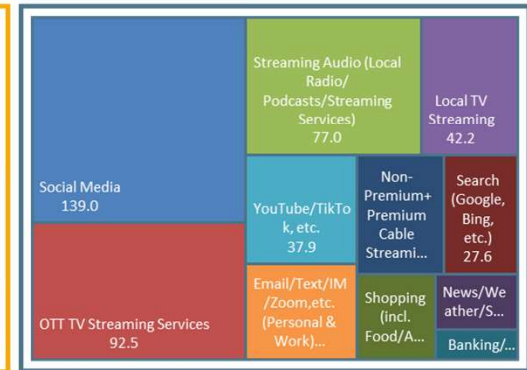 Social Media
139.0
OTT TV Streaming Services
92.5
Streaming Audio (Local
Radio/
Podcasts/Streaming
Services)
77.0
Local TV
Streaming
42.2
YouTube/TikTo
k, etc.
37.9
Non-
Premium+
Premium
Cable
Streami...
Search
(Google,
Bing,
etc.)
27.6
Email/Text/IM
/Zoom,etc.
(Personal &
Work)...
Shopping
(incl.
Food/A...
News/We
ather/S...
Banking/...